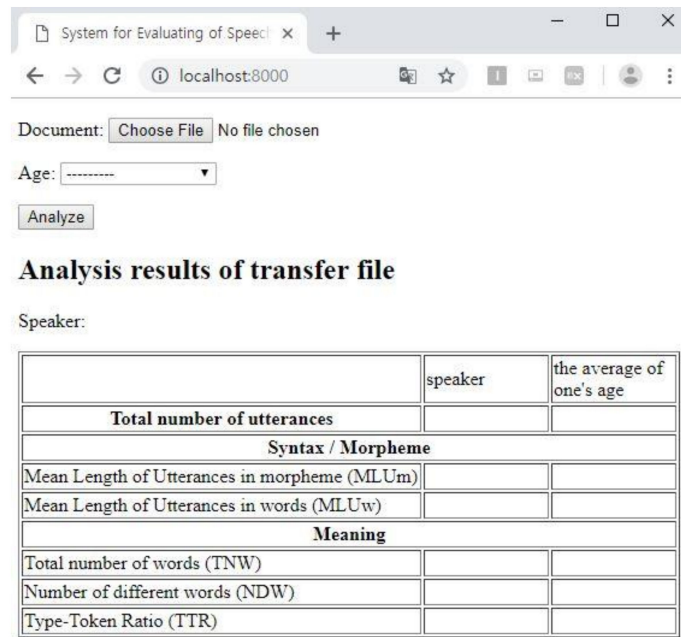 System for Evaluating of Speech
localhost:8000
Document: Choose File No file chosen
Age: ---------
Analyze
Analysis results of transfer file
Speaker:
speaker
the average of
one's age
Total number of utterances
Syntax / Morpheme
Mean Length of Utterances in morpheme (MLUm)
Mean Length of Utterances in words (MLUw)
Meaning
Total number of words (TNW)
Number of different words (NDW)
Type-Token Ratio (TTR)